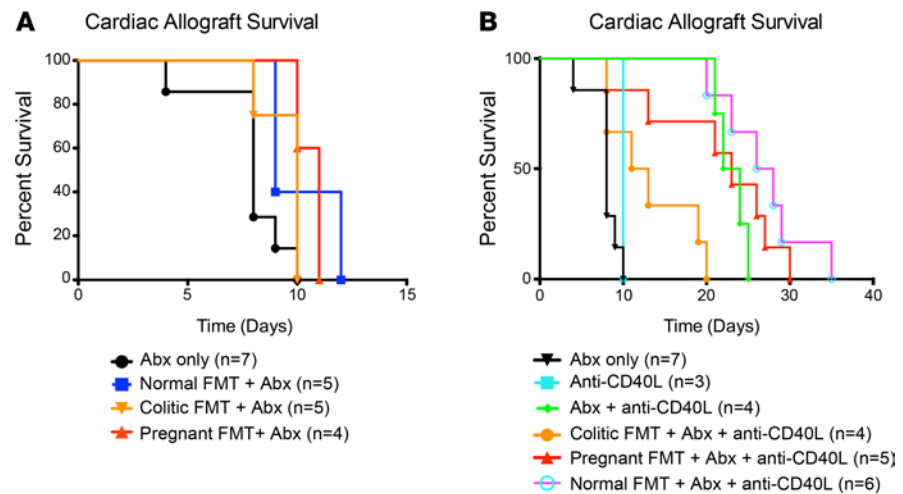 A
Cardiac Allograft Survival
Percent Survival
100
80
60
40
20
0
0
5
10
15
Time (Days)
Abx only (n=7)
Normal FMT + Abx (n=5)
Colitic FMT + Abx (n=5)
Pregnant FMT+ Abx (n=4)
B
Cardiac Allograft Survival
Percent Survival
100
50
0
0
10
20
30
40
Time (Days)
Abx only (n=7)
Anti-CD40L (n=3)
Abx + anti-CD40L (n=4)
Colitic FMT + Abx + anti-CD40L (n=4)
Pregnant FMT + Abx + anti-CD40L (n=5)
Normal FMT + Abx + anti-CD40L (n=6)